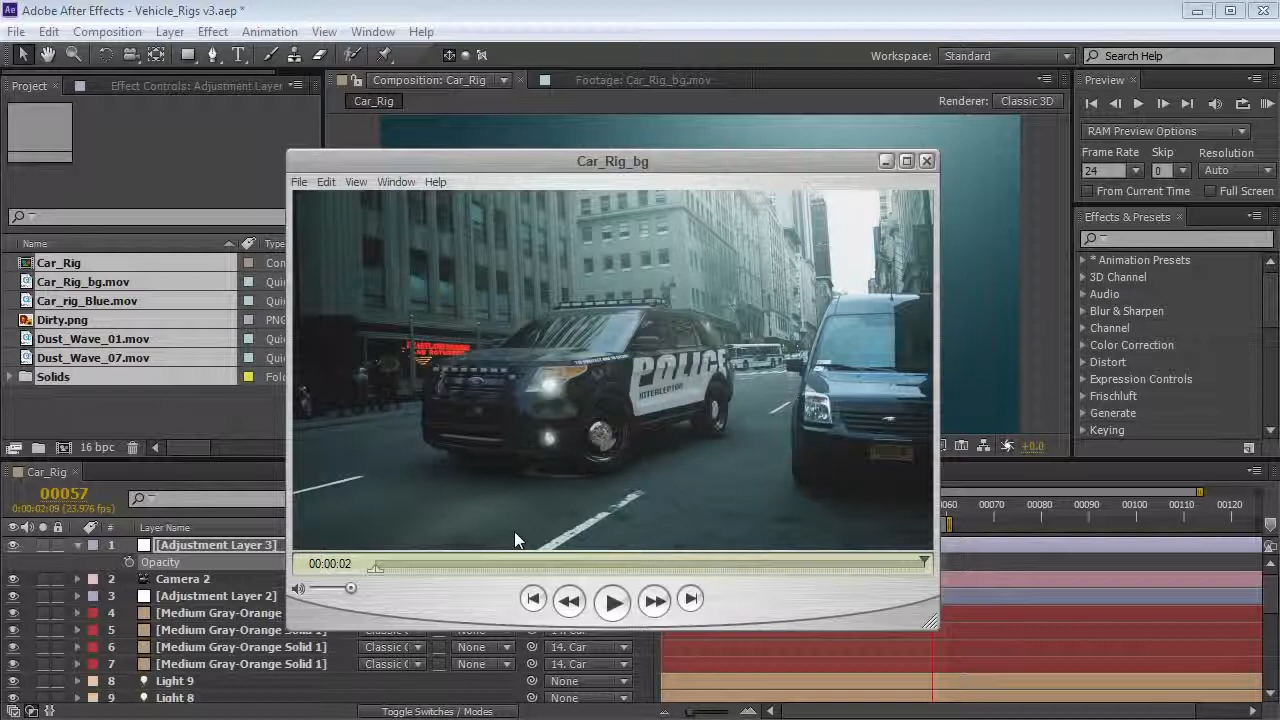 Adobe After Effects - Vehicle_Rigs v3.aep *
File Edit Composition Layer Effect Animation View Window Help
Workspace: Standard Search Help
Project Effect Controls: Adjustment Layer
Composition: Car_Rig Footage: Car_Rig_bg.mov
Preview
Car_Rig Renderer: Classic 3D
RAM Preview Options
Frame Rate Skip Resolution
24 0 Auto
From Current Time Full Screen
Effects & Presets
* Animation Presets
3D Channel
Audio
Blur & Sharpen
Channel
Color Correction
Distort
Expression Controls
Frischluft
Generate
Keying
Name Type
Car_Rig Con
Car_Rig_bg.mov Qui
Car_rig_Blue.mov Qui
Dirty.png PNG
Dust_Wave_01.mov Qui
Dust_Wave_07.mov Qui
Solids Fol
16 bpc
Car_Rig_bg
File Edit View Window Help
POLICE
INTERCEPTOR
00:00:02
+0.0
Car_Rig
00057
0:00:02:09 (23.976 fps)
0060 00070 00080 00090 00100 00110 00120
# Layer Name
1 [Adjustment Layer 3]
Opacity
2 Camera 2
3 [Adjustment Layer 2]
4 [Medium Gray-Orange
5 [Medium Gray-Orange Solid 1] Classic C None 14. Car
6 [Medium Gray-Orange Solid 1] Classic C None 14. Car
7 [Medium Gray-Orange Solid 1] Classic C None 14. Car
8 Light 9 None
9 Light 8 None
Toggle Switches / Modes